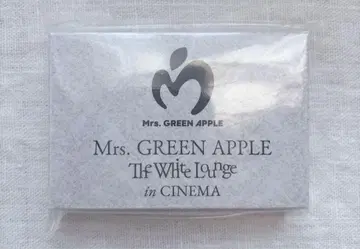 Mrs. GREEN APPLE
Mrs. GREEN APPLE
The White Lounge
in CINEMA